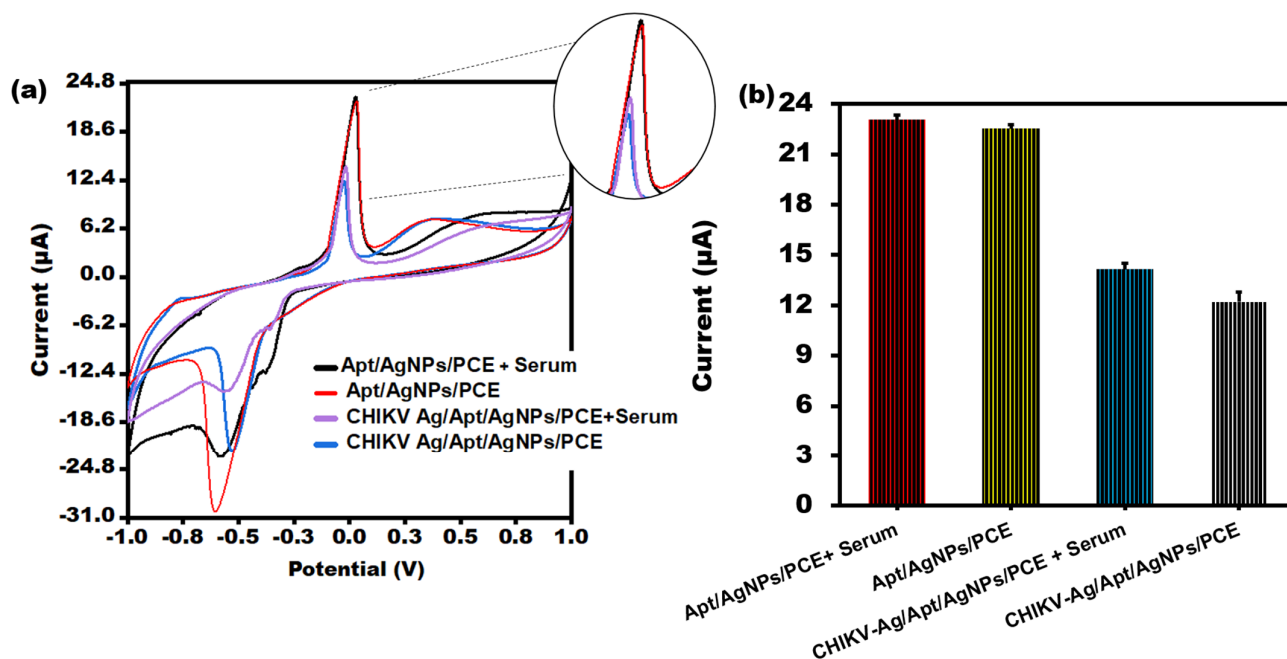 (a)
24.8
18.6
12.4
6.2
0.0
-6.2
-12.4
-18.6
-24.8
-31.0
Current (µA)
-1.0 -0.8 -0.5 -0.3 0.0 0.3 0.5 0.8 1.0
Potential (V)
Apt/AgNPs/PCE + Serum
Apt/AgNPs/PCE
CHIKV Ag/Apt/AgNPs/PCE+Serum
CHIKV Ag/Apt/AgNPs/PCE
(b)
24
21
18
15
12
9
6
3
0
Current (µA)
Apt/AgNPs/PCE+ Serum
Apt/AgNPs/PCE
CHIKV-Ag/Apt/AgNPs/PCE + Serum
CHIKV-Ag/Apt/AgNPs/PCE